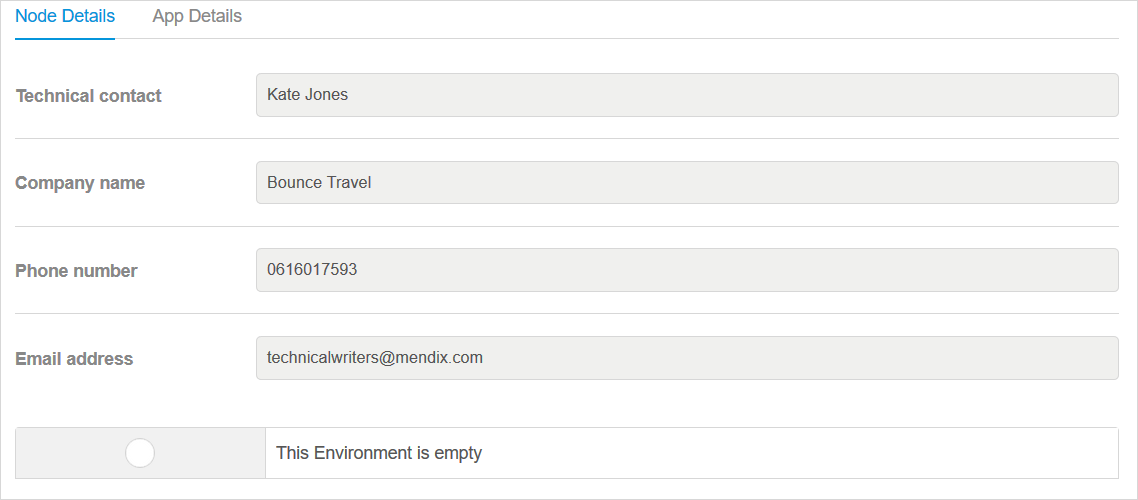 Node Details App Details
Technical contact Kate Jones
Company name Bounce Travel
Phone number 0616017593
Email address technicalwriters@mendix.com
This Environment is empty